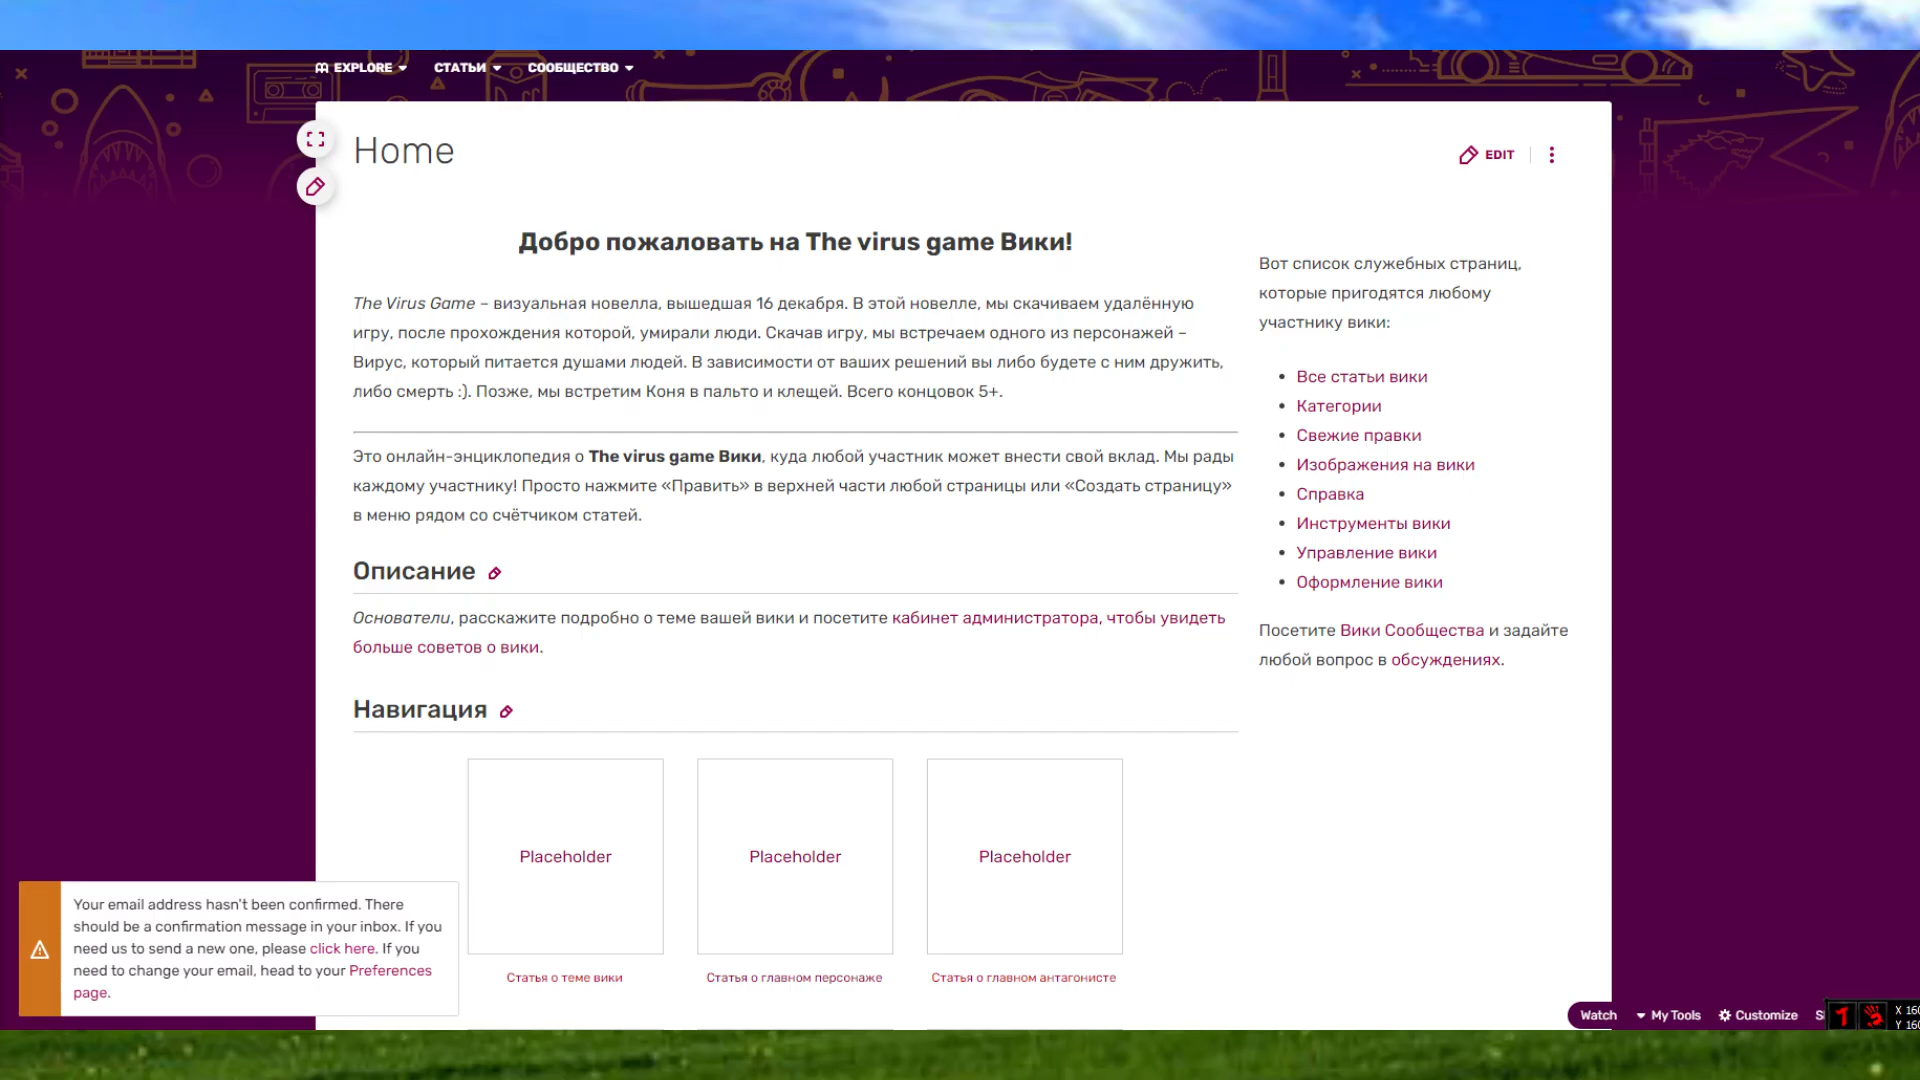 EXPLORE СТАТЬИ СООБЩЕСТВО
Home
EDIT
Добро пожаловать на The virus game Вики!
The Virus Game – визуальная новелла, вышедшая 16 декабря. В этой новелле, мы скачиваем удалённую
игру, после прохождения которой, умирали люди. Скачав игру, мы встречаем одного из персонажей –
Вирус, который питается душами людей. В зависимости от ваших решений вы либо будете с ним дружить,
либо смерть :). Позже, мы встретим Коня в пальто и клещей. Всего концовок 5+.
Это онлайн-энциклопедия о The virus game Вики, куда любой участник может внести свой вклад. Мы рады
каждому участнику! Просто нажмите «Править» в верхней части любой страницы или «Создать страницу»
в меню рядом со счётчиком статей.
Описание
Основатели, расскажите подробно о теме вашей вики и посетите кабинет администратора, чтобы увидеть
больше советов о вики.
Навигация
Placeholder Placeholder Placeholder
Статья о теме вики Статья о главном персонаже Статья о главном антагонисте
Вот список служебных страниц,
которые пригодятся любому
участнику вики:
• Все статьи вики
• Категории
• Свежие правки
• Изображения на вики
• Справка
• Инструменты вики
• Управление вики
• Оформление вики
Посетите Вики Сообщества и задайте
любой вопрос в обсуждениях.
Your email address hasn't been confirmed. There
should be a confirmation message in your inbox. If you
need us to send a new one, please click here. If you
need to change your email, head to your Preferences
page.
Watch My Tools Customize
X 160
Y 160